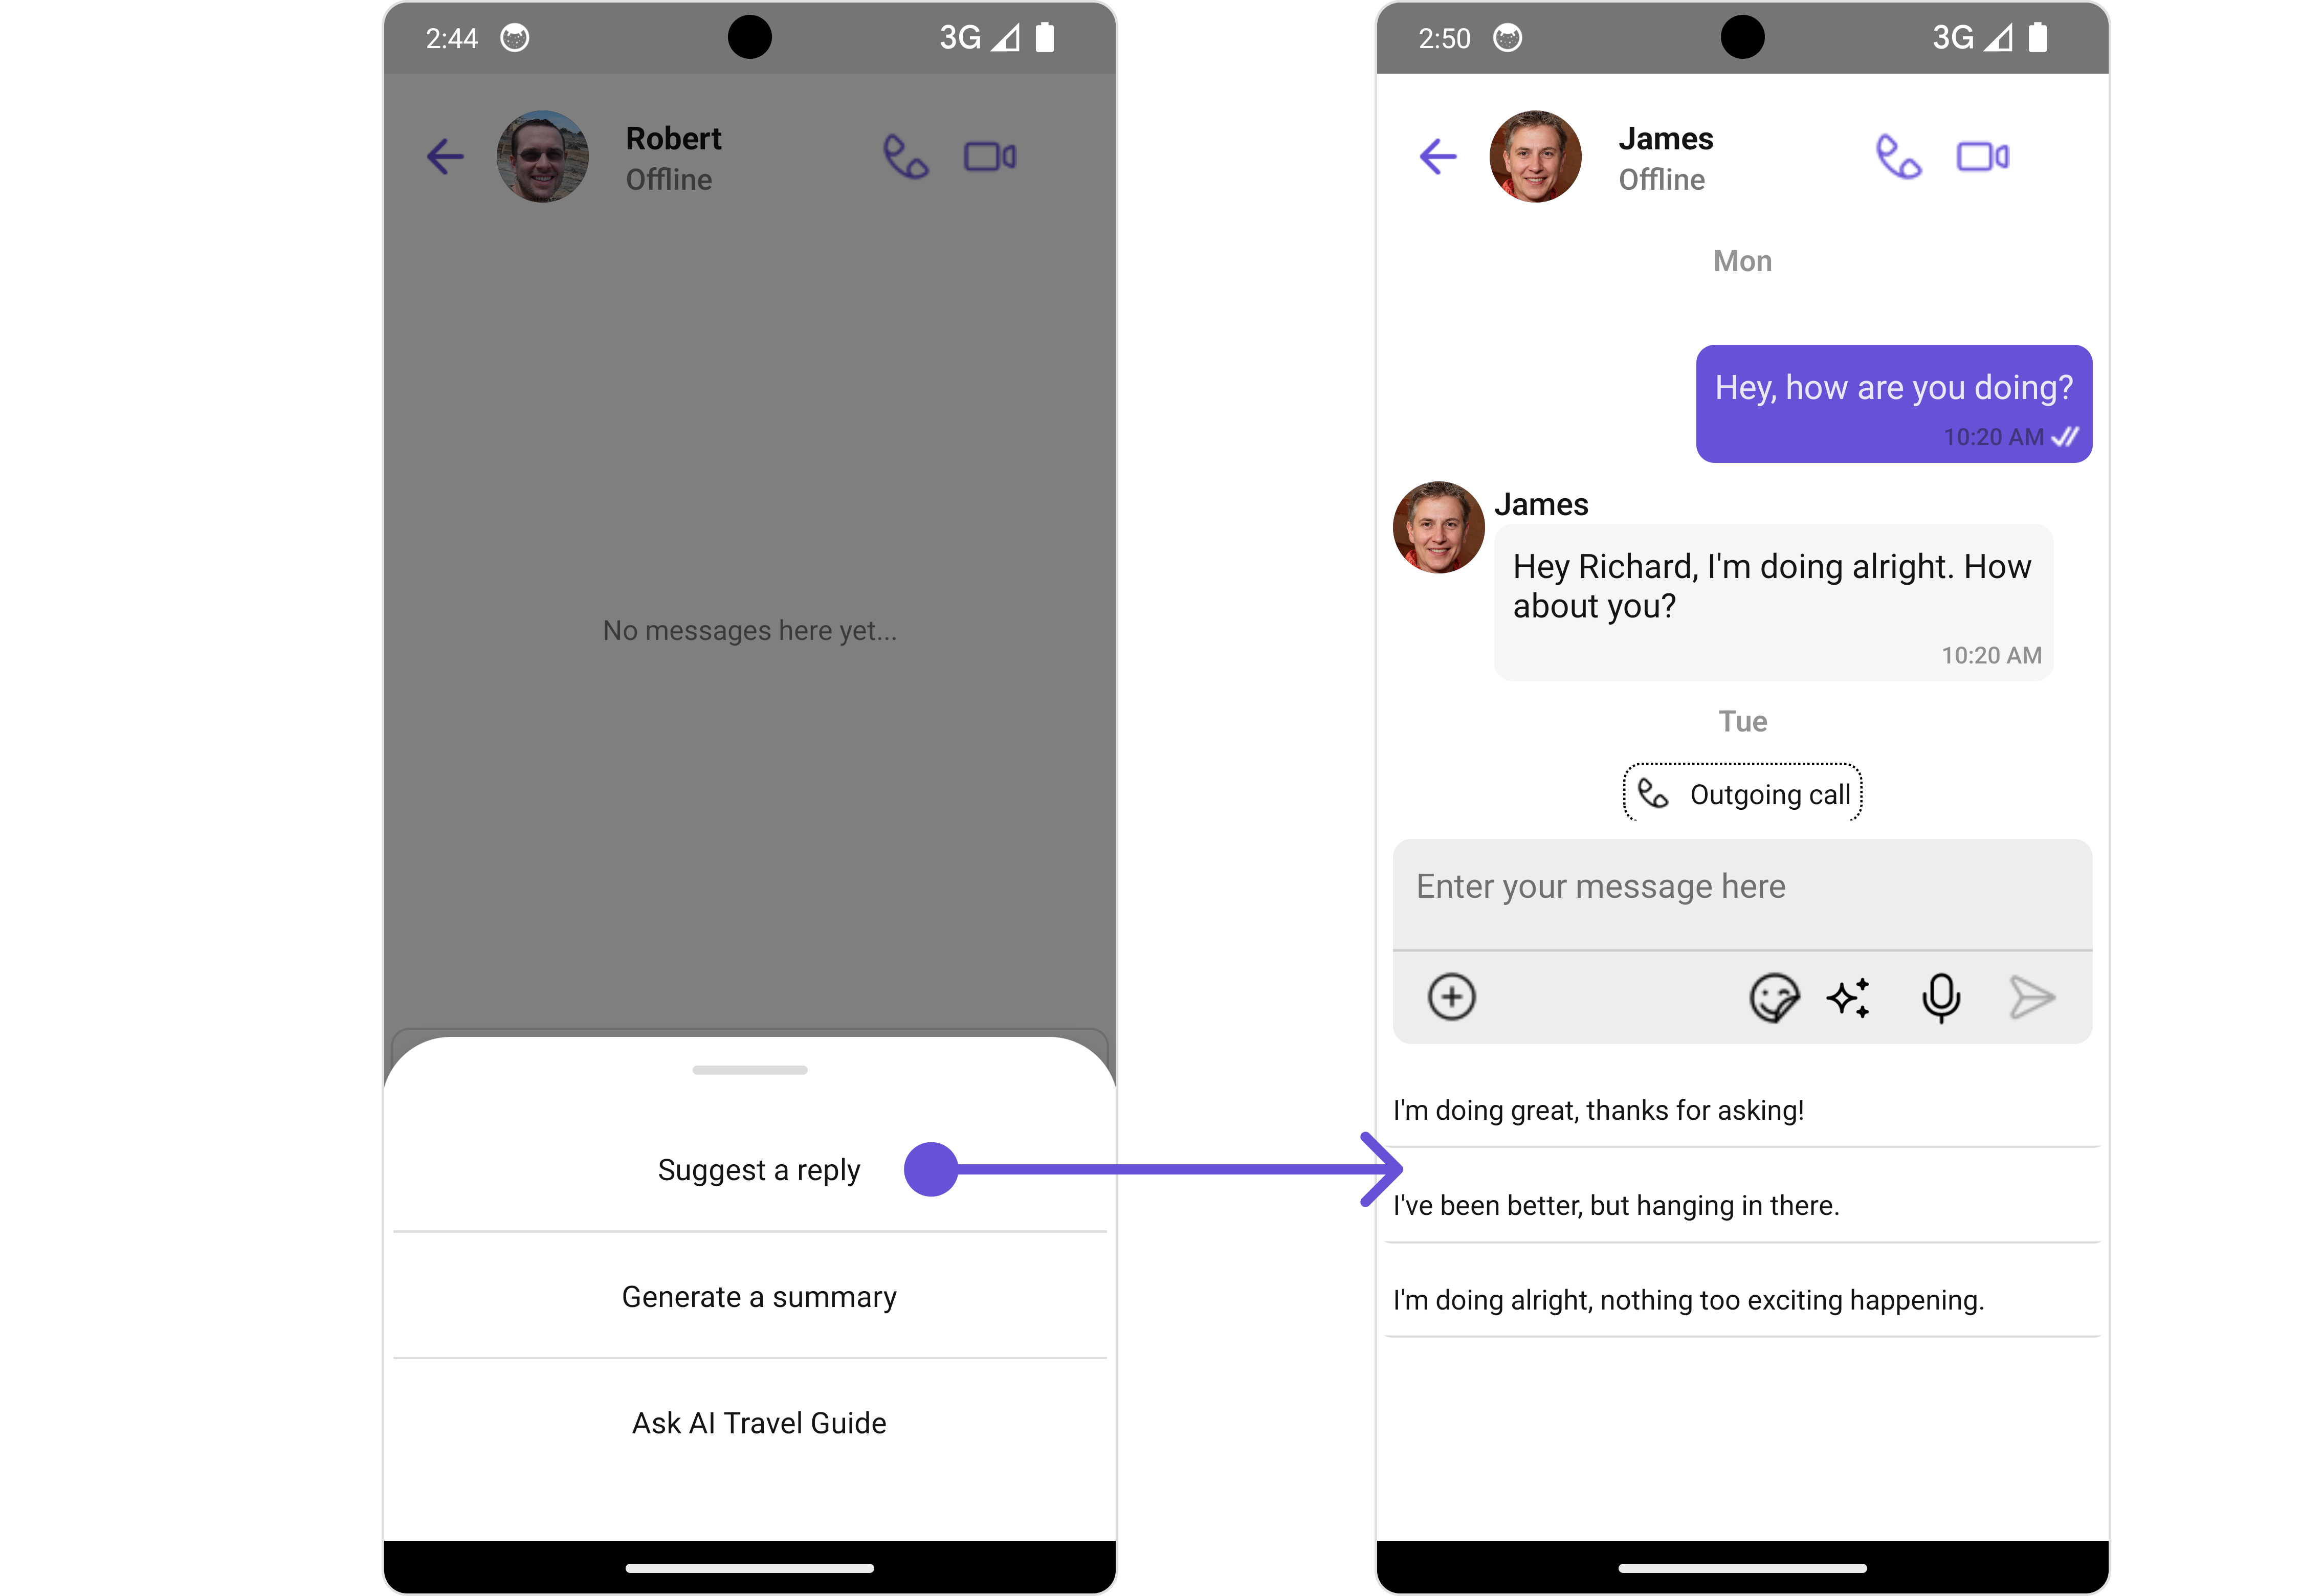 2:44
3G
Robert
Offline
No messages here yet...
Suggest a reply
Generate a summary
Ask AI Travel Guide
2:50
3G
James
Offline
Mon
Hey, how are you doing?
10:20 AM
James
Hey Richard, I'm doing alright. How
about you?
10:20 AM
Tue
Outgoing call
Enter your message here
I'm doing great, thanks for asking!
I've been better, but hanging in there.
I'm doing alright, nothing too exciting happening.